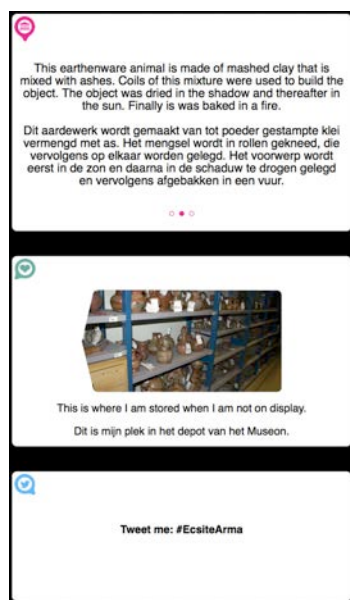 This earthenware animal is made of mashed clay that is
mixed with ashes. Coils of this mixture were used to build the
object. The object was dried in the shadow and thereafter in
the sun. Finally is was baked in a fire.
Dit aardewerk wordt gemaakt van tot poeder gestampte klei
vermengd met as. Het mengsel wordt in rollen gekneed, die
vervolgens op elkaar worden gelegd. Het voorwerp wordt
eerst in de zon en daarna in de schaduw te drogen gelegd
en vervolgens afgebakken in een vuur.
This is where I am stored when I am not on display.
Dit is mijn plek in het depot van het Museon.
Tweet me: #EcsiteArma